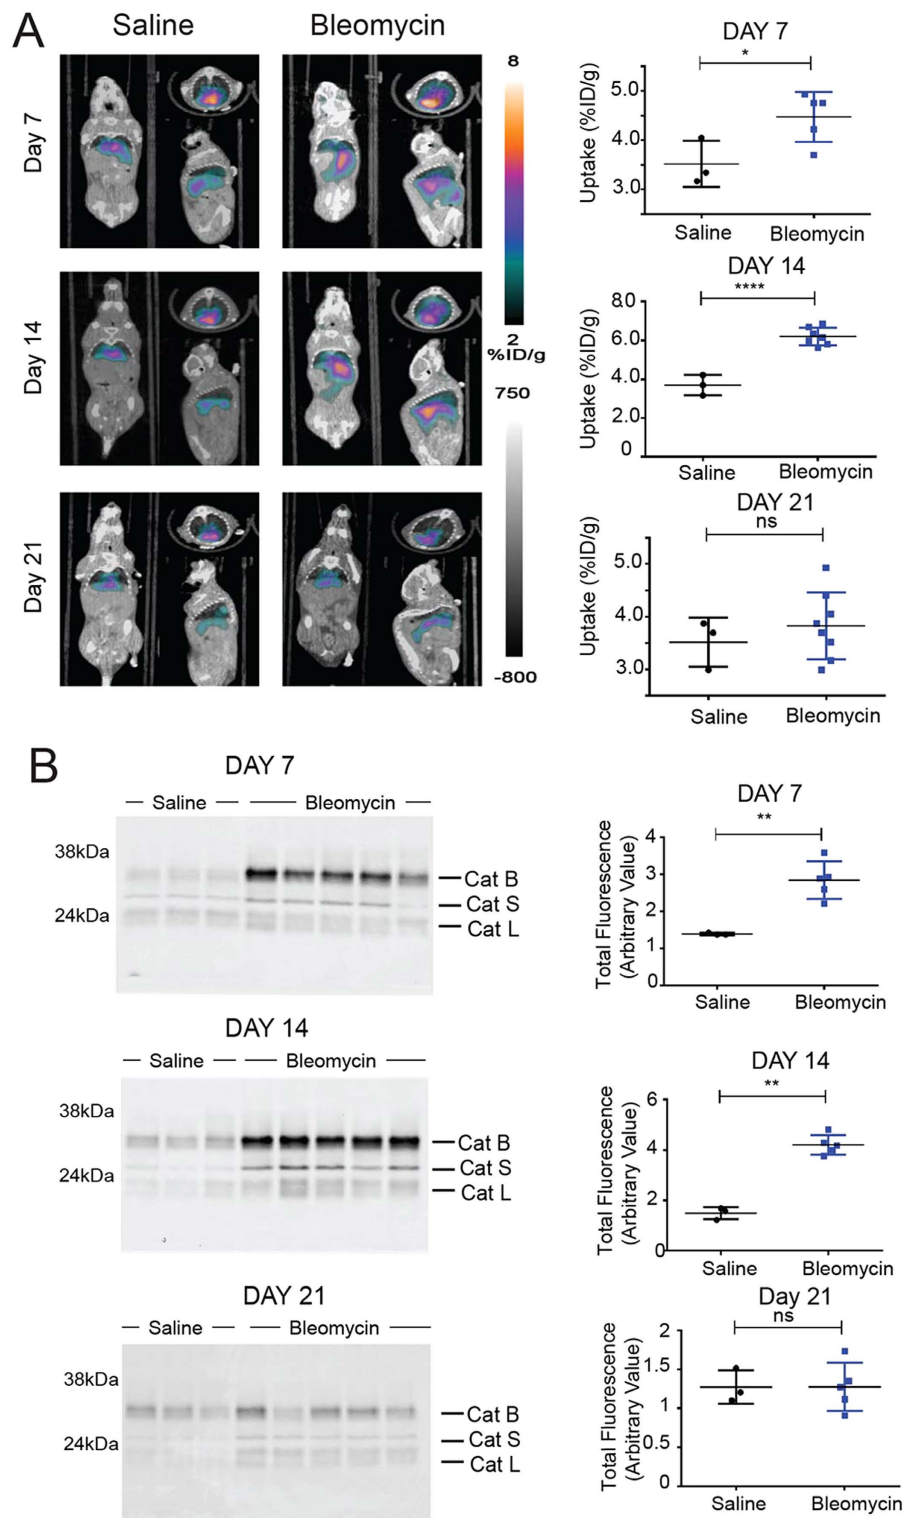 A
Saline
Bleomycin
Day 7
Day 14
Day 21
8
2
%ID/g
750
-800
DAY 7
*
Uptake (%ID/g)
5.0
4.0
3.0
Saline
Bleomycin
DAY 14
****
Uptake (%ID/g)
8.0
6.0
4.0
2.0
0
Saline
Bleomycin
DAY 21
ns
Uptake (%ID/g)
5.0
4.0
3.0
Saline
Bleomycin
B
DAY 7
Saline
Bleomycin
38kDa
24kDa
Cat B
Cat S
Cat L
DAY 7
**
Total Fluorescence
(Arbitrary Value)
4
3
2
1
0
Saline
Bleomycin
DAY 14
Saline
Bleomycin
38kDa
24kDa
Cat B
Cat S
Cat L
DAY 14
**
Total Fluorescence
(Arbitrary Value)
6
4
2
0
Saline
Bleomycin
DAY 21
Saline
Bleomycin
38kDa
24kDa
Cat B
Cat S
Cat L
Day 21
ns
Total Fluorescence
(Arbitrary Value)
2
1.5
1
0.5
0
Saline
Bleomycin